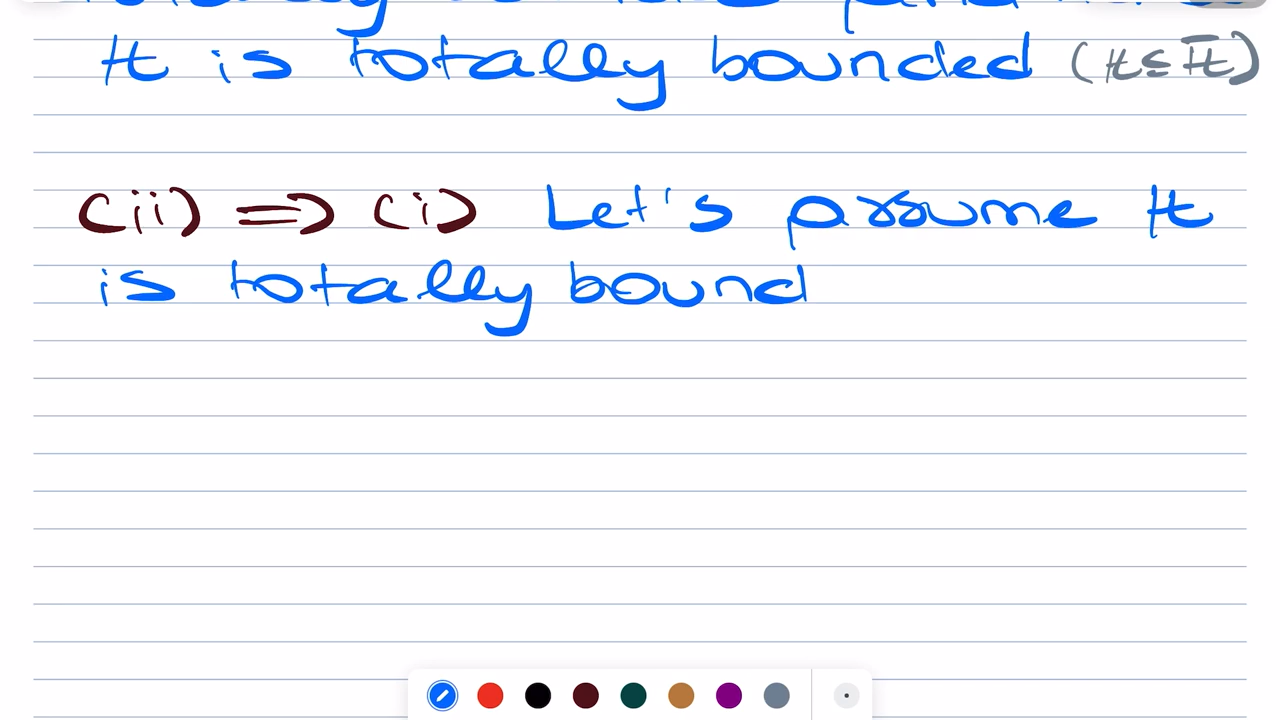 ℋ is totally bounded (ℋ ⊆ ℋ̅)
(ii) ⇒ (i) Let's assume ℋ
is totally bound